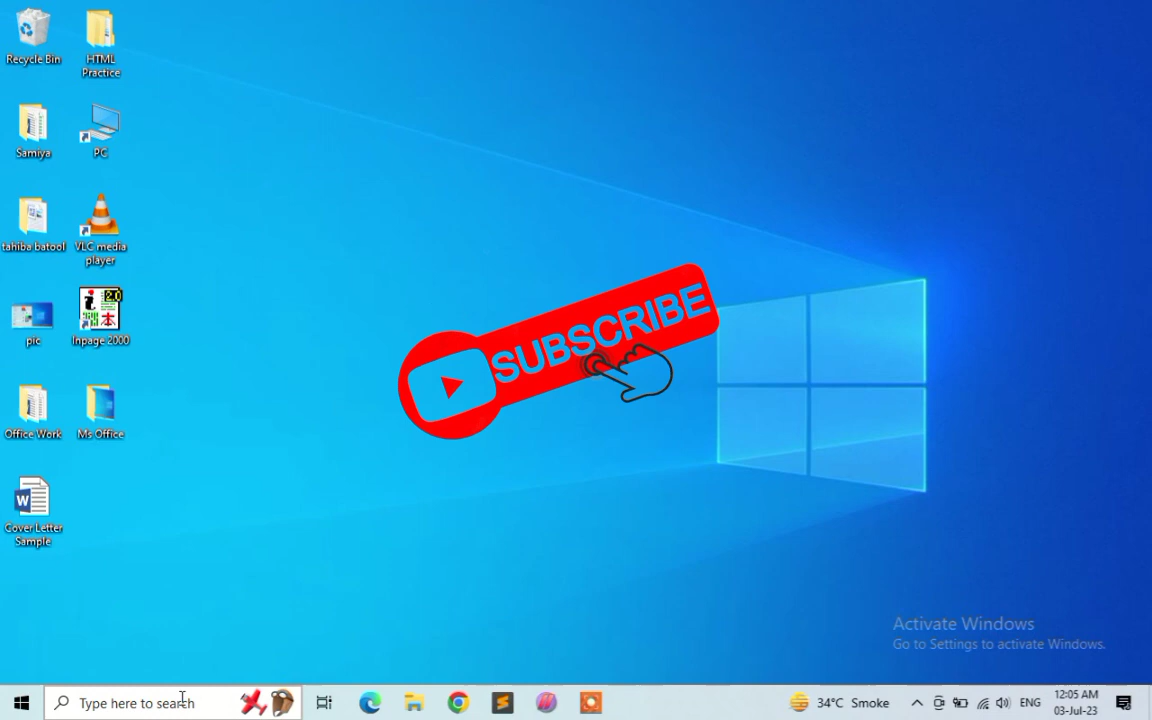 Recycle Bin
HTML
Practice
Samiya
PC
tahiba batool
VLC media
player
pic
2.0
Inpage 2000
Office Work
Ms Office
W
Cover Letter
Sample
SUBSCRIBE
Activate Windows
Go to Settings to activate Windows.
Type here to search
34°C Smoke
ENG
12:05 AM
03-Jul-23